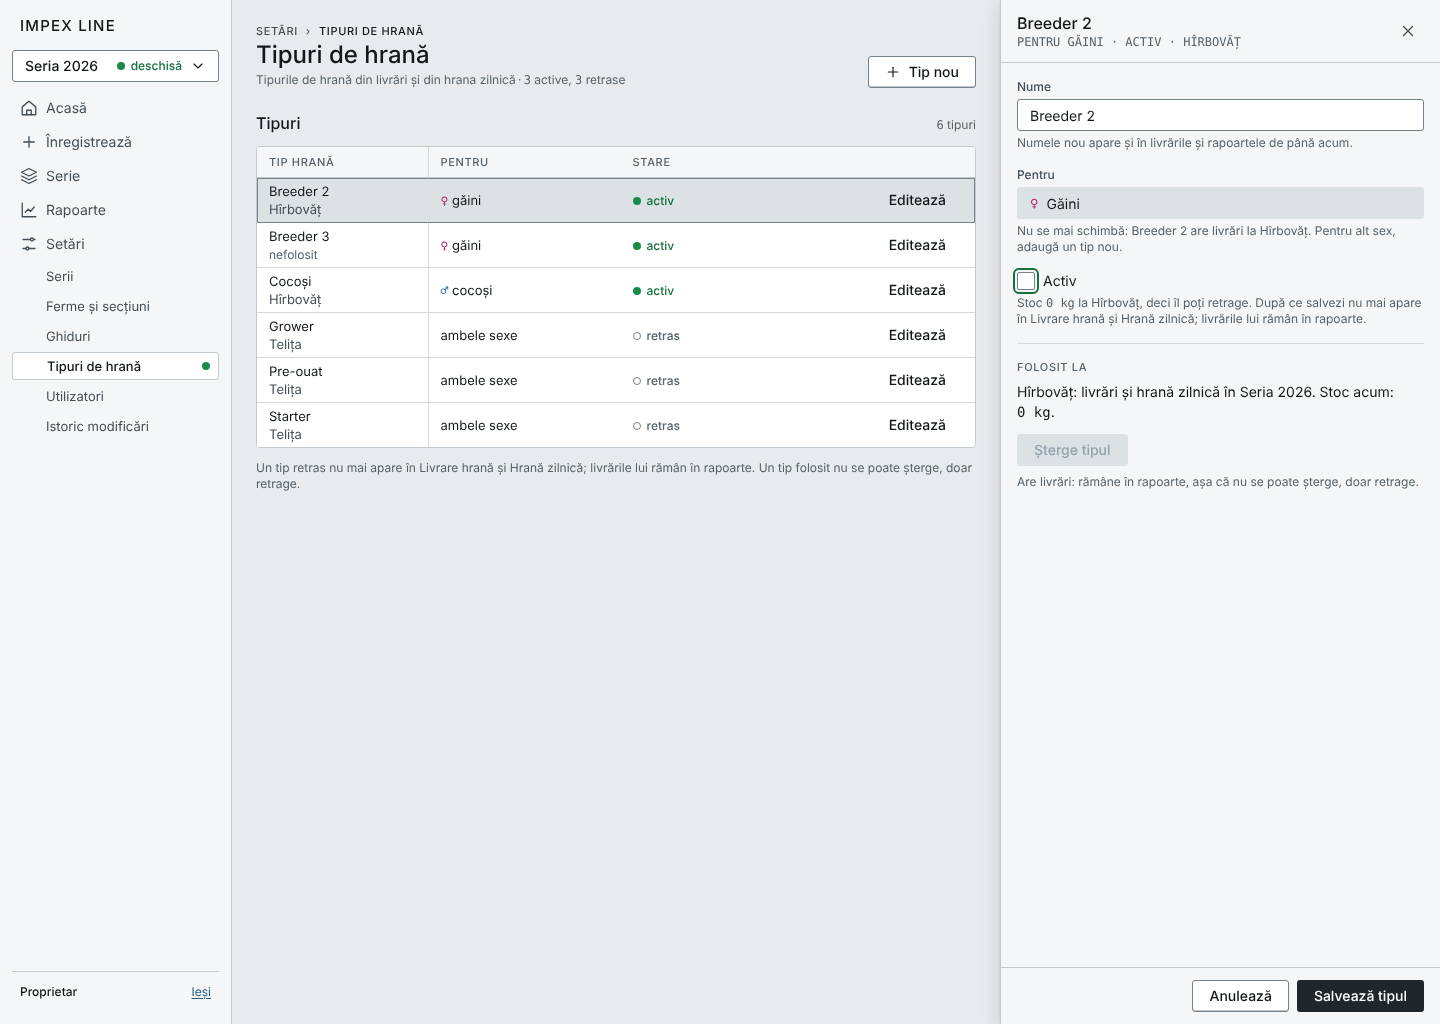 IMPEX LINE
Seria 2026 deschisă
Acasă
Înregistrează
Serie
Rapoarte
Setări
Serii
Ferme și secțiuni
Ghiduri
Tipuri de hrană
Utilizatori
Istoric modificări
Proprietar Ieși
SETĂRI › TIPURI DE HRANĂ
Tipuri de hrană
Tipurile de hrană din livrări și din hrana zilnică · 3 active, 3 retrase
+ Tip nou
Tipuri 6 tipuri
TIP HRANĂ PENTRU STARE
Breeder 2
Hîrbovăț
♀ găini activ Editează
Breeder 3
nefolosit
♀ găini activ Editează
Cocoși
Hîrbovăț
♂ cocoși activ Editează
Grower
Telița
ambele sexe retras Editează
Pre-ouat
Telița
ambele sexe retras Editează
Starter
Telița
ambele sexe retras Editează
Un tip retras nu mai apare în Livrare hrană și Hrană zilnică; livrările lui rămân în rapoarte. Un tip folosit nu se poate șterge, doar
retrage.
Breeder 2
PENTRU GĂINI · ACTIV · HÎRBOVĂȚ
Nume
Breeder 2
Numele nou apare și în livrările și rapoartele de până acum.
Pentru
♀ Găini
Nu se mai schimbă: Breeder 2 are livrări la Hîrbovăț. Pentru alt sex,
adaugă un tip nou.
Activ
Stoc 0 kg la Hîrbovăț, deci îl poți retrage. După ce salvezi nu mai apare
în Livrare hrană și Hrană zilnică; livrările lui rămân în rapoarte.
FOLOSIT LA
Hîrbovăț: livrări și hrană zilnică în Seria 2026. Stoc acum:
0 kg.
Șterge tipul
Are livrări: rămâne în rapoarte, așa că nu se poate șterge, doar retrage.
Anulează Salvează tipul